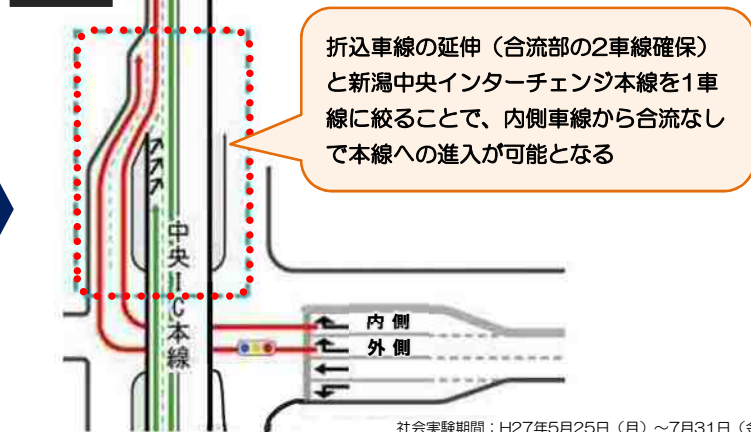 折込車線の延伸（合流部の2車線確保）
と新潟中央インターチェンジ本線を1車
線に絞ることで、内側車線から合流なし
で本線への進入が可能となる
中央IC本線
内側
外側
社会実験期間：H27年5月25日（月）～7月31日（金